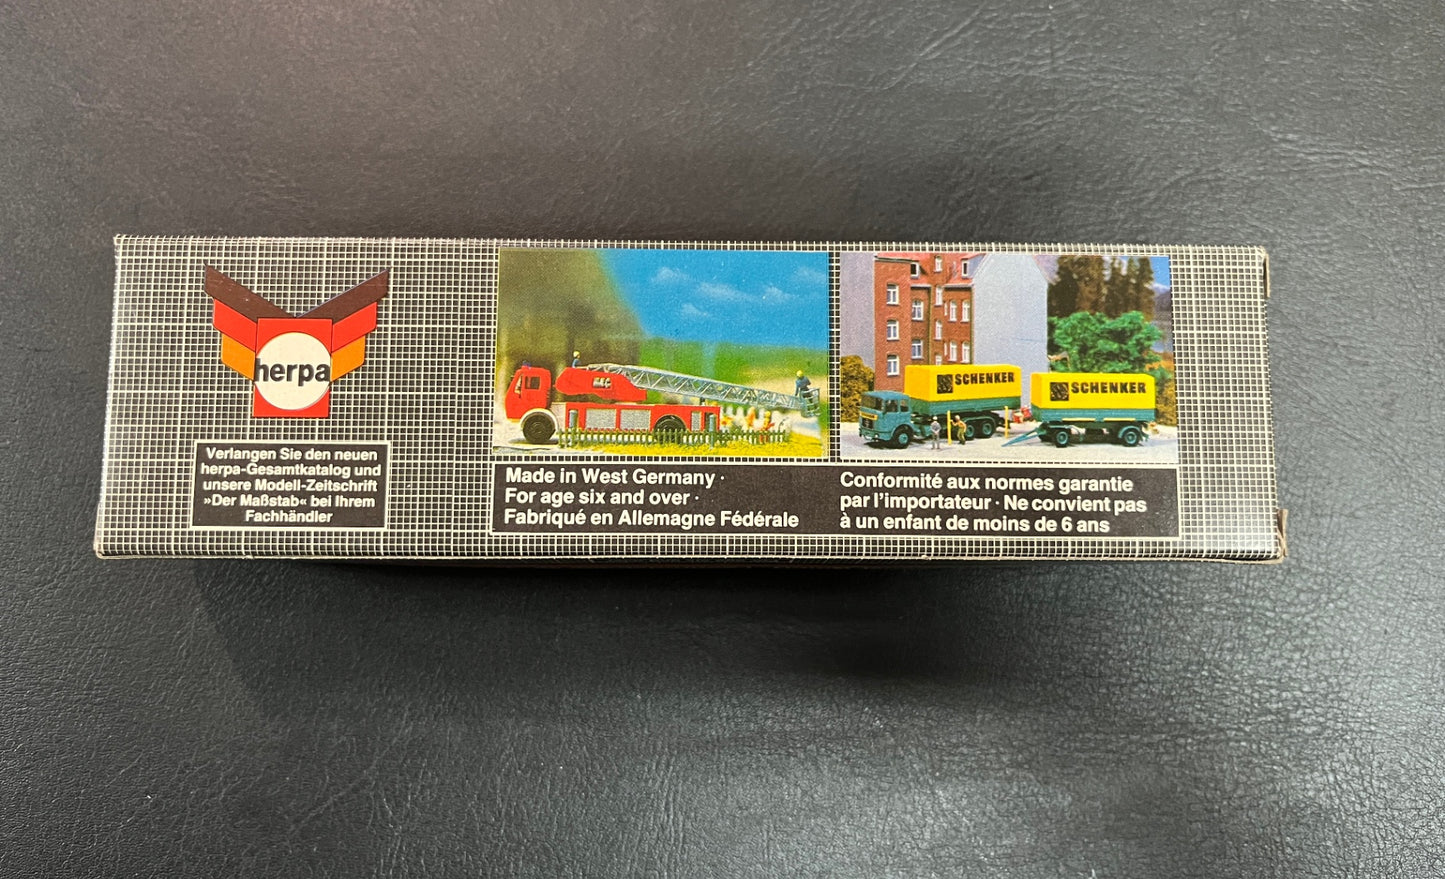 herpa
Verlangen Sie den neuen
herpa-Gesamtkatalog und
unsere Modell-Zeitschrift
»Der Maßstab« bei Ihrem
Fachhändler
Made in West Germany ·
For age six and over ·
Fabriqué en Allemagne Fédérale
SCHENKER
SCHENKER
Conformité aux normes garantie
par l'importateur · Ne convient pas
à un enfant de moins de 6 ans